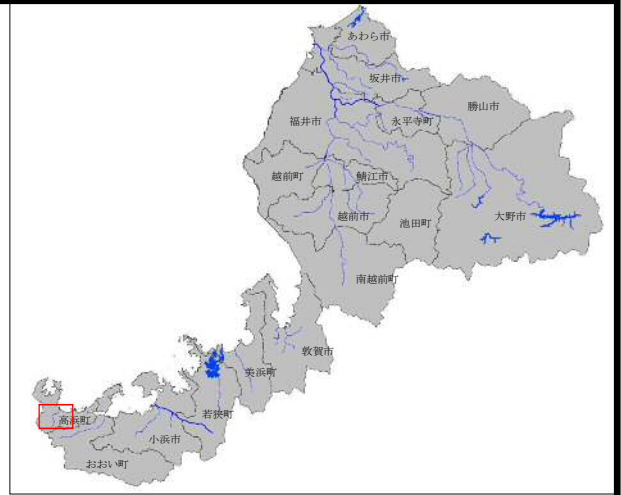 あわら市
坂井市
勝山市
福井市
永平寺町
越前町
鯖江市
越前市
池田町
大野市
南越前町
敦賀市
美浜町
若狭町
高浜町
小浜市
おおい町